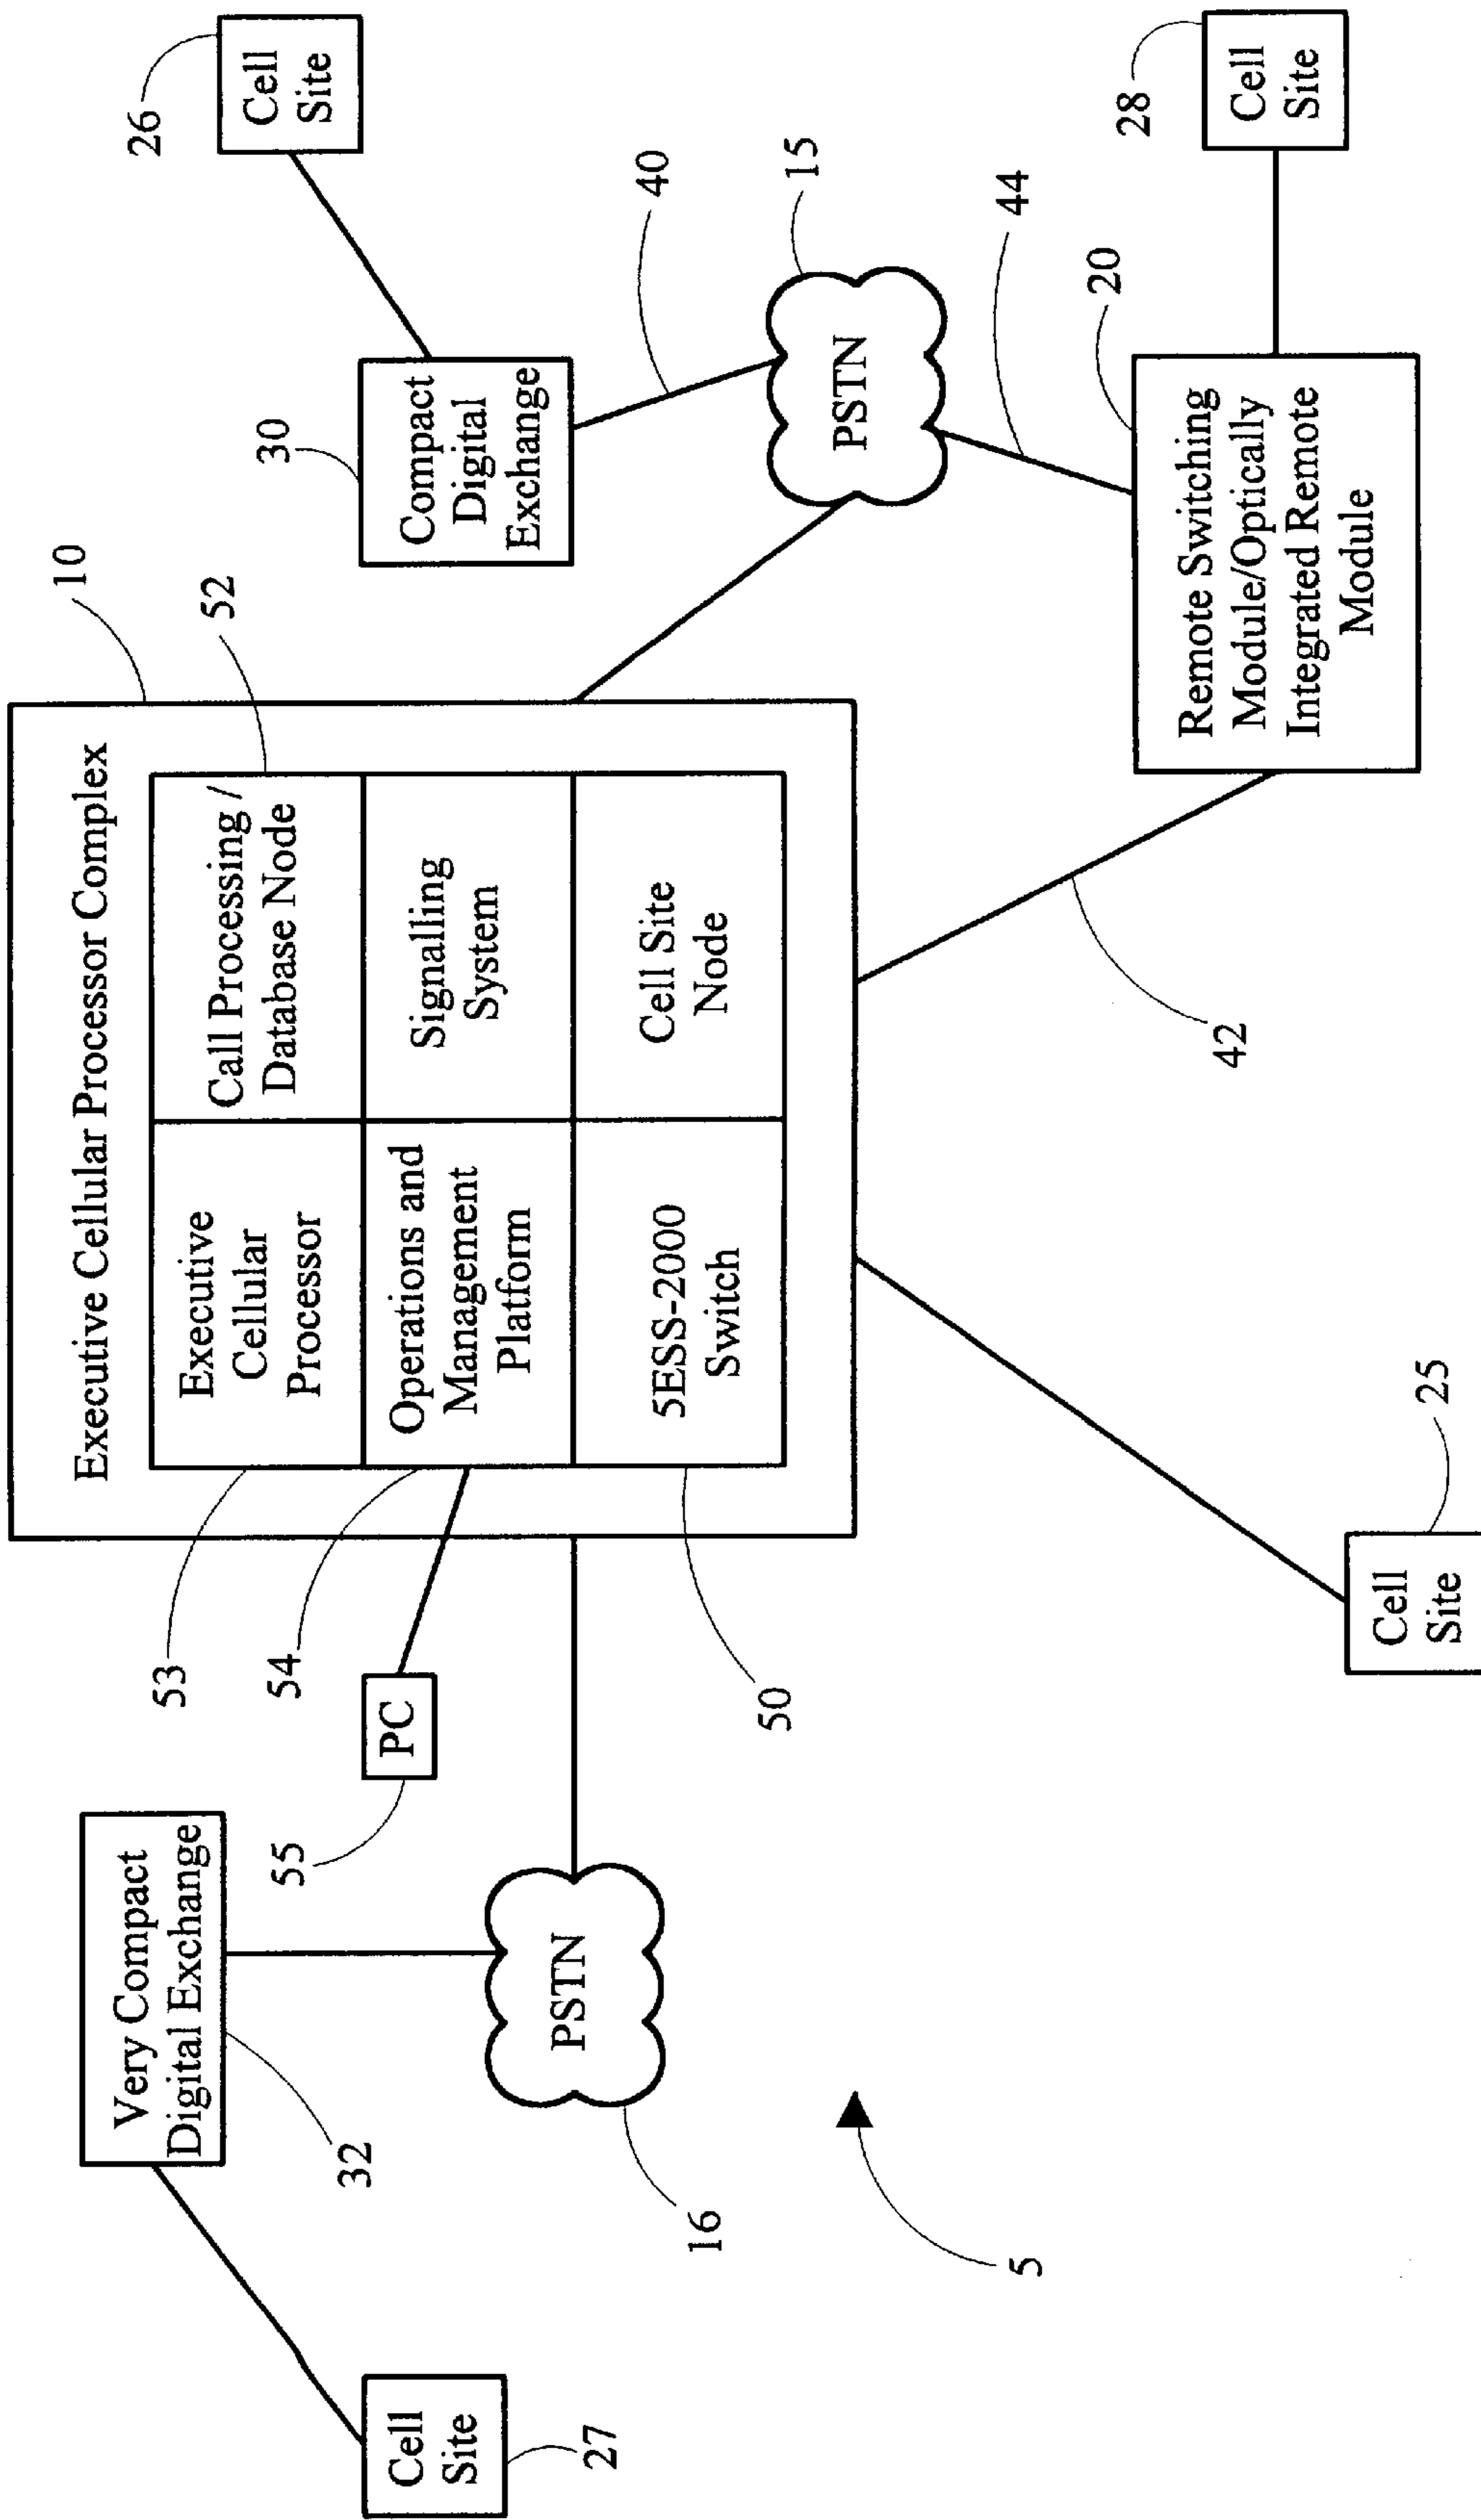 Executive Cellular Processor Complex
10
Executive
Cellular
Processor
Call Processing /
Database Node
52
Operations and
Management
Platform
Signalling
System
5ESS-2000
Switch
Cell Site
Node
53
54
50
PC
55
Very Compact
Digital Exchange
32
Cell
Site
27
PSTN
16
5
Compact
Digital
Exchange
30
Cell
Site
26
40
PSTN
15
44
20
Remote Switching
Module/Optically
Integrated Remote
Module
Cell
Site
28
42
Cell
Site
25